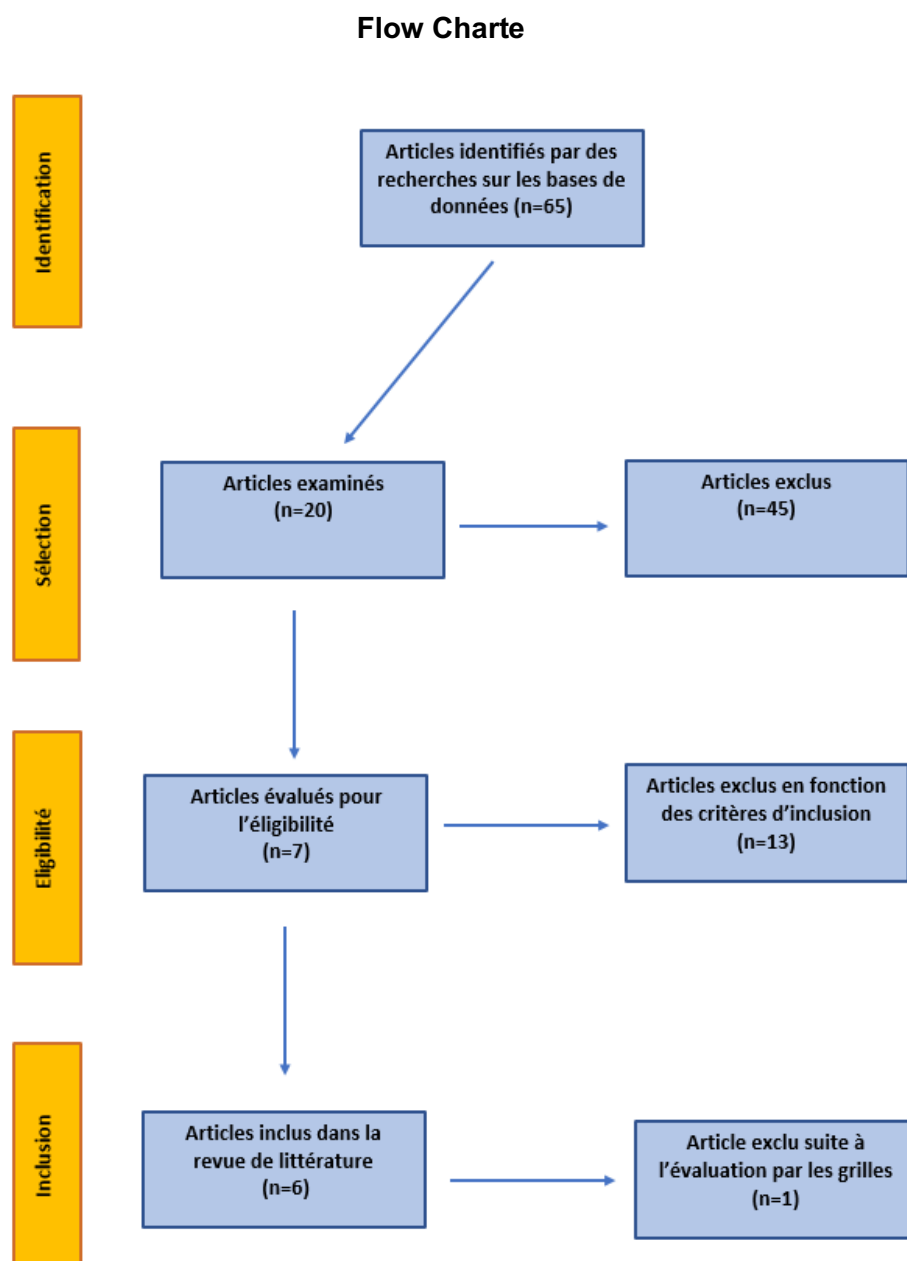 Flow Charte
Identification
Articles identifiés par des
recherches sur les bases de
données (n=65)
Sélection
Articles examinés
(n=20)
Articles exclus
(n=45)
Eligibilité
Articles évalués pour
l’éligibilité
(n=7)
Articles exclus en fonction
des critères d’inclusion
(n=13)
Inclusion
Articles inclus dans la
revue de littérature
(n=6)
Article exclu suite à
l’évaluation par les grilles
(n=1)